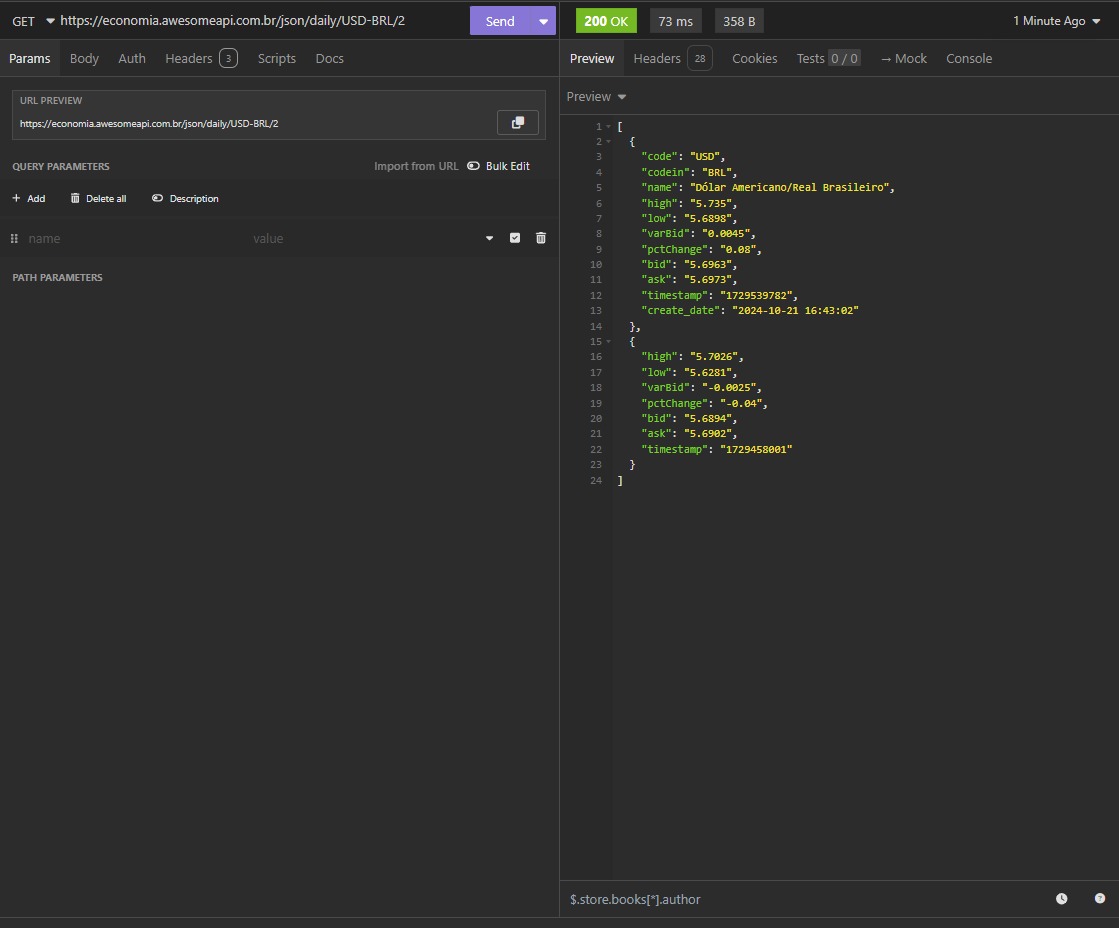 GET https://economia.awesomeapi.com.br/json/daily/USD-BRL/2 Send
Params Body Auth Headers 3 Scripts Docs
URL PREVIEW
https://economia.awesomeapi.com.br/json/daily/USD-BRL/2
QUERY PARAMETERS Import from URL Bulk Edit
+ Add Delete all Description
name value
PATH PARAMETERS
200 OK 73 ms 358 B 1 Minute Ago
Preview Headers 28 Cookies Tests 0 / 0 → Mock Console
Preview
1 [
2 {
3 "code": "USD",
4 "codein": "BRL",
5 "name": "Dólar Americano/Real Brasileiro",
6 "high": "5.735",
7 "low": "5.6898",
8 "varBid": "0.0045",
9 "pctChange": "0.08",
10 "bid": "5.6963",
11 "ask": "5.6973",
12 "timestamp": "1729539782",
13 "create_date": "2024-10-21 16:43:02"
14 },
15 {
16 "high": "5.7026",
17 "low": "5.6281",
18 "varBid": "-0.0025",
19 "pctChange": "-0.04",
20 "bid": "5.6894",
21 "ask": "5.6902",
22 "timestamp": "1729458001"
23 }
24 ]
$.store.books[*].author